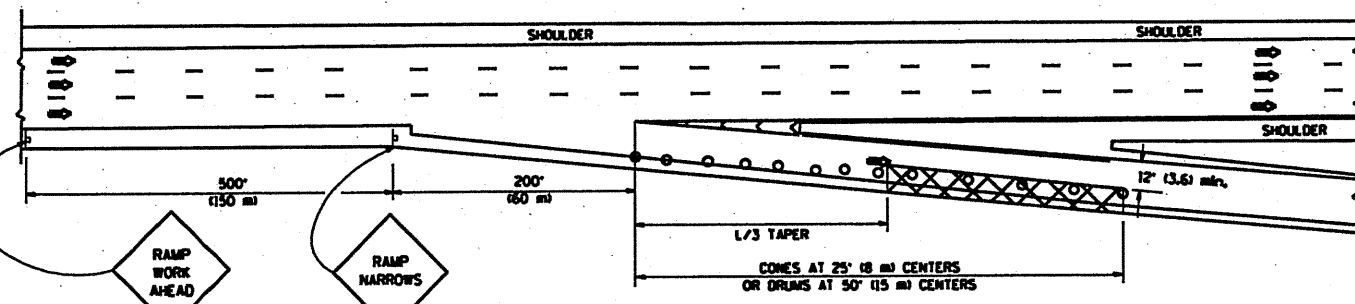 SHOULDER
SHOULDER
SHOULDER
500'
(150 m)
200'
(60 m)
12' (3.6) min.
L/3 TAPER
RAMP
WORK
AHEAD
RAMP
NARROWS
CONES AT 25' (8 m) CENTERS
OR DRUMS AT 50' (15 m) CENTERS